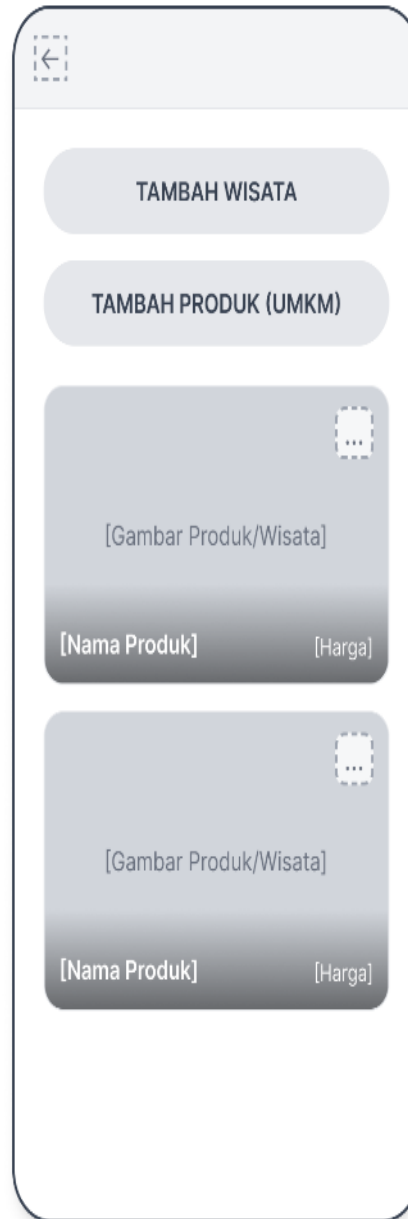 TAMBAH WISATA
TAMBAH PRODUK (UMKM)
...
[Gambar Produk/Wisata]
[Nama Produk] [Harga]
...
[Gambar Produk/Wisata]
[Nama Produk] [Harga]